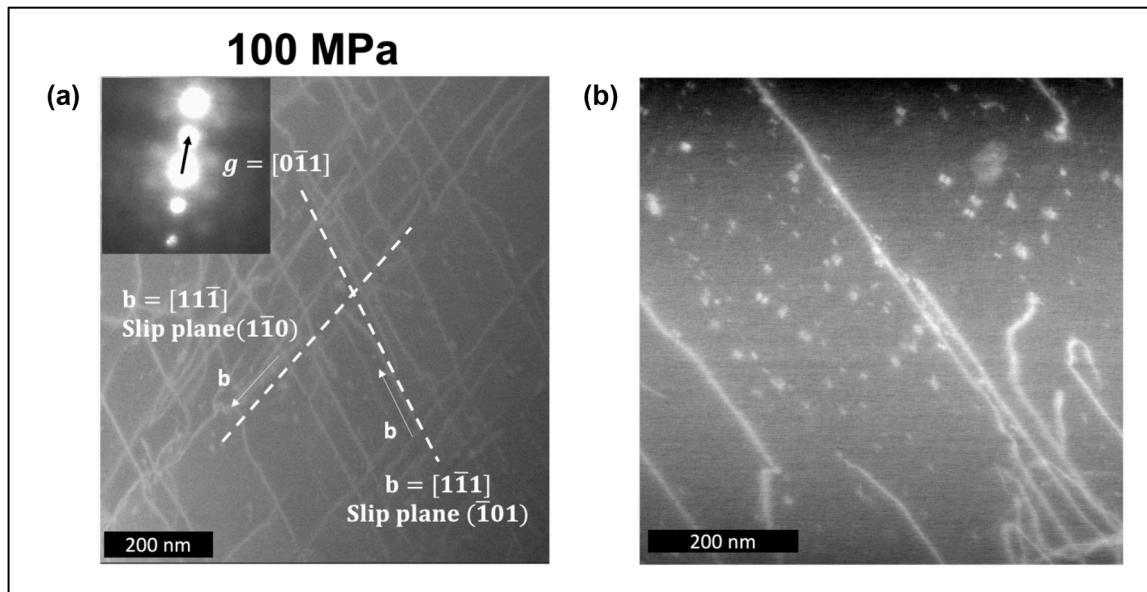 100 MPa
(a)
g = [01̅1]
b = [111̅]
Slip plane(11̅0)
b
b
b = [11̅1]
Slip plane (1̅01)
200 nm
(b)
200 nm